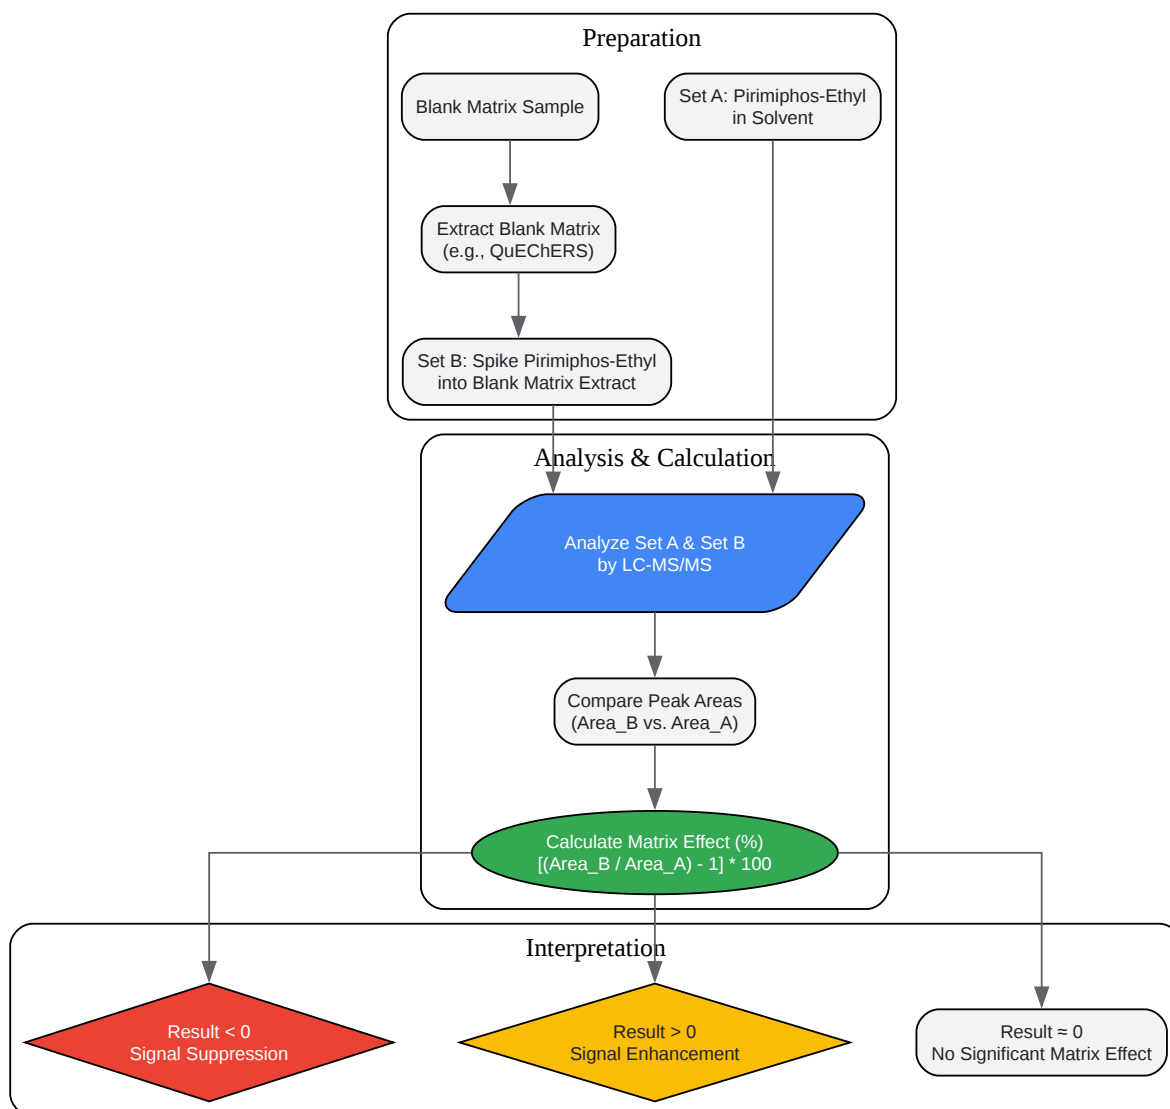 Preparation
Blank Matrix Sample
Set A: Pirimiphos-Ethyl
in Solvent
Extract Blank Matrix
(e.g., QuEChERS)
Set B: Spike Pirimiphos-Ethyl
into Blank Matrix Extract
Analysis & Calculation
Analyze Set A & Set B
by LC-MS/MS
Compare Peak Areas
(Area_B vs. Area_A)
Calculate Matrix Effect (%)
[(Area_B / Area_A) - 1] * 100
Interpretation
Result < 0
Signal Suppression
Result > 0
Signal Enhancement
Result ≈ 0
No Significant Matrix Effect